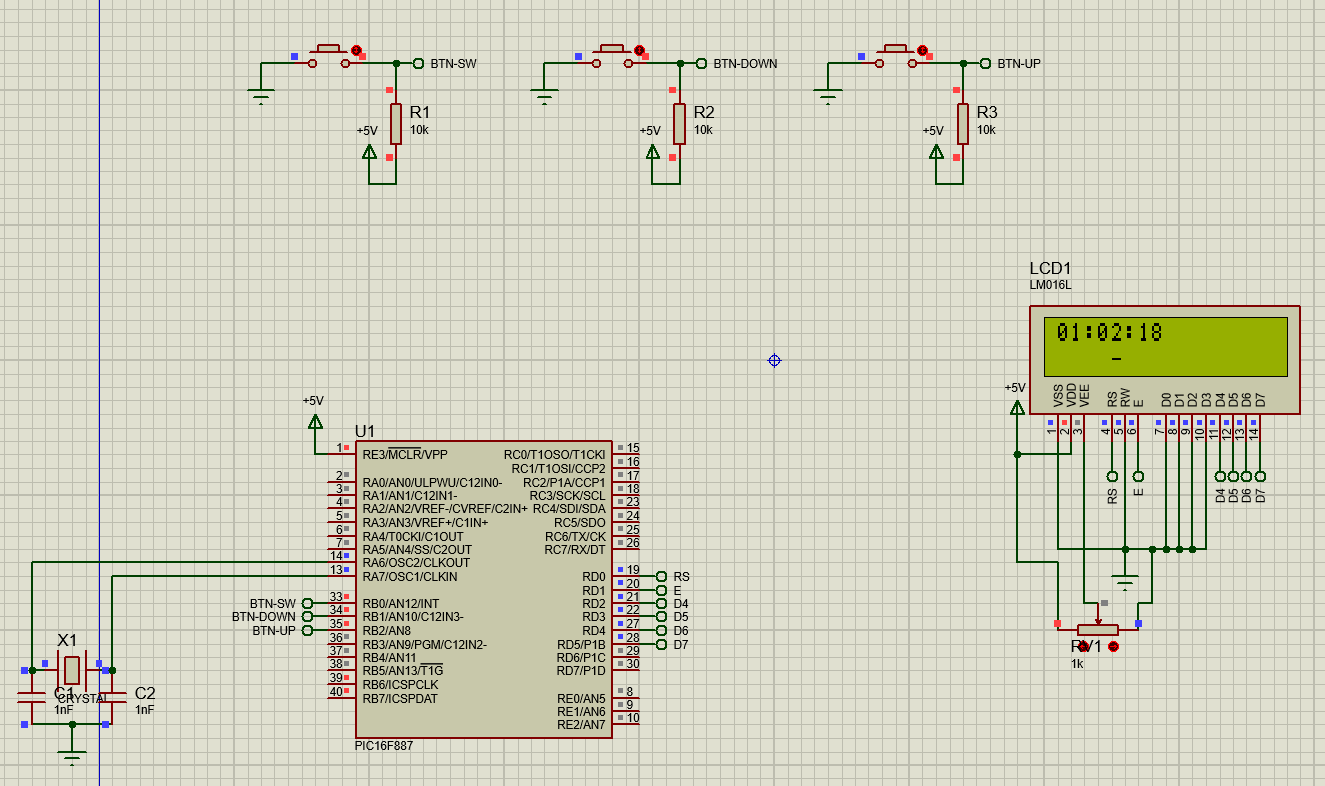 BTN-SW
R1
10k
+5V
BTN-DOWN
R2
10k
+5V
BTN-UP
R3
10k
+5V
LCD1
LM016L
01:02:18
VSS
VDD
VEE
RS
RW
E
D0
D1
D2
D3
D4
D5
D6
D7
+5V
1
2
3
4
5
6
7
8
9
10
11
12
13
14
RS
E
D4
D5
D6
D7
RV1
1k
+5V
U1
1 RE3/MCLR/VPP RC0/T1OSO/T1CKI 15
RC1/T1OSI/CCP2 16
2 RA0/AN0/ULPWU/C12IN0- RC2/P1A/CCP1 17
3 RA1/AN1/C12IN1- RC3/SCK/SCL 18
4 RA2/AN2/VREF-/CVREF/C2IN+ RC4/SDI/SDA 23
5 RA3/AN3/VREF+/C1IN+ RC5/SDO 24
6 RA4/T0CKI/C1OUT RC6/TX/CK 25
7 RA5/AN4/SS/C2OUT RC7/RX/DT 26
14 RA6/OSC2/CLKOUT
13 RA7/OSC1/CLKIN RD0 19 RS
RD1 20 E
BTN-SW 33 RB0/AN12/INT RD2 21 D4
BTN-DOWN 34 RB1/AN10/C12IN3- RD3 22 D5
BTN-UP 35 RB2/AN8 RD4 27 D6
36 RB3/AN9/PGM/C12IN2- RD5/P1B 28 D7
37 RB4/AN11 RD6/P1C 29
38 RB5/AN13/T1G RD7/P1D 30
39 RB6/ICSPCLK
40 RB7/ICSPDAT RE0/AN5 8
RE1/AN6 9
RE2/AN7 10
PIC16F887
X1
CRYSTAL
C1
1nF
C2
1nF